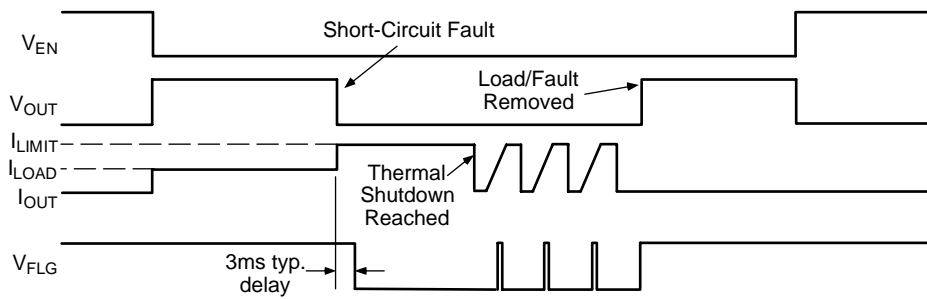 V_EN
Short-Circuit Fault
V_OUT
Load/Fault
Removed
I_LIMIT
I_LOAD
I_OUT
Thermal
Shutdown
Reached
V_FLG
3ms typ.
delay